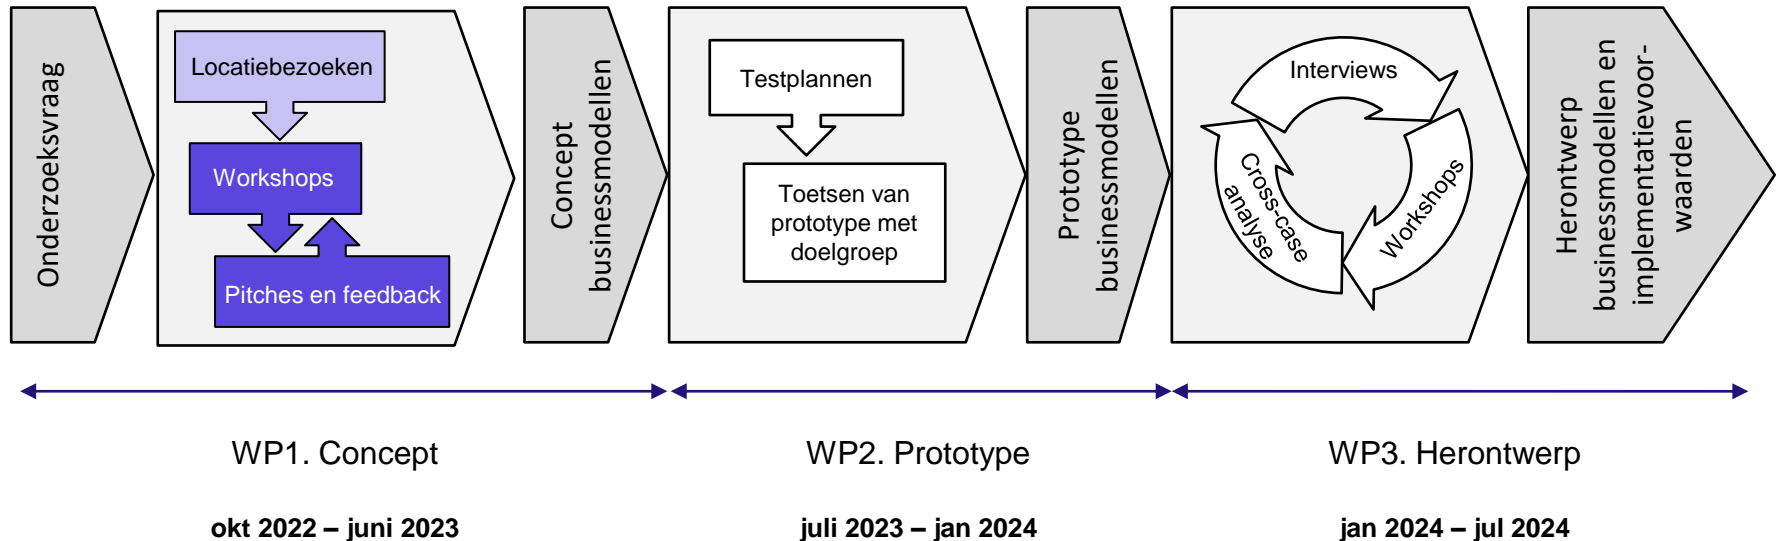 Onderzoeksvraag
Locatiebezoeken
Workshops
Pitches en feedback
Concept
businessmodellen
Testplannen
Toetsen van
prototype met
doelgroep
Prototype
businessmodellen
Interviews
Workshops
Cross-case
analyse
Herontwerp
businessmodellen en
implementatievoor-
waarden
WP1. Concept
WP2. Prototype
WP3. Herontwerp
okt 2022 – juni 2023
juli 2023 – jan 2024
jan 2024 – jul 2024